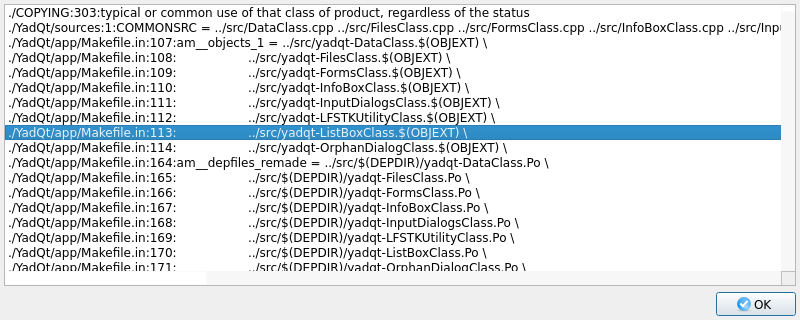 ./COPYING:303:typical or common use of that class of product, regardless of the status
./YadQt/sources:1:COMMONSRC = ../src/DataClass.cpp ../src/FilesClass.cpp ../src/FormsClass.cpp ../src/InfoBoxClass.cpp ../src/Inpu
./YadQt/app/Makefile.in:107:am__objects_1 = ../src/yadqt-DataClass.$(OBJEXT) \
./YadQt/app/Makefile.in:108: ../src/yadqt-FilesClass.$(OBJEXT) \
./YadQt/app/Makefile.in:109: ../src/yadqt-FormsClass.$(OBJEXT) \
./YadQt/app/Makefile.in:110: ../src/yadqt-InfoBoxClass.$(OBJEXT) \
./YadQt/app/Makefile.in:111: ../src/yadqt-InputDialogsClass.$(OBJEXT) \
./YadQt/app/Makefile.in:112: ../src/yadqt-LFSTKUtilityClass.$(OBJEXT) \
./YadQt/app/Makefile.in:113: ../src/yadqt-ListBoxClass.$(OBJEXT) \
./YadQt/app/Makefile.in:114: ../src/yadqt-OrphanDialogClass.$(OBJEXT) \
./YadQt/app/Makefile.in:164:am__depfiles_remade = ../src/$(DEPDIR)/yadqt-DataClass.Po \
./YadQt/app/Makefile.in:165: ../src/$(DEPDIR)/yadqt-FilesClass.Po \
./YadQt/app/Makefile.in:166: ../src/$(DEPDIR)/yadqt-FormsClass.Po \
./YadQt/app/Makefile.in:167: ../src/$(DEPDIR)/yadqt-InfoBoxClass.Po \
./YadQt/app/Makefile.in:168: ../src/$(DEPDIR)/yadqt-InputDialogsClass.Po \
./YadQt/app/Makefile.in:169: ../src/$(DEPDIR)/yadqt-LFSTKUtilityClass.Po \
./YadQt/app/Makefile.in:170: ../src/$(DEPDIR)/yadqt-ListBoxClass.Po \
./YadQt/app/Makefile.in:171: ../src/$(DEPDIR)/yadqt-OrphanDialogClass.Po \
OK